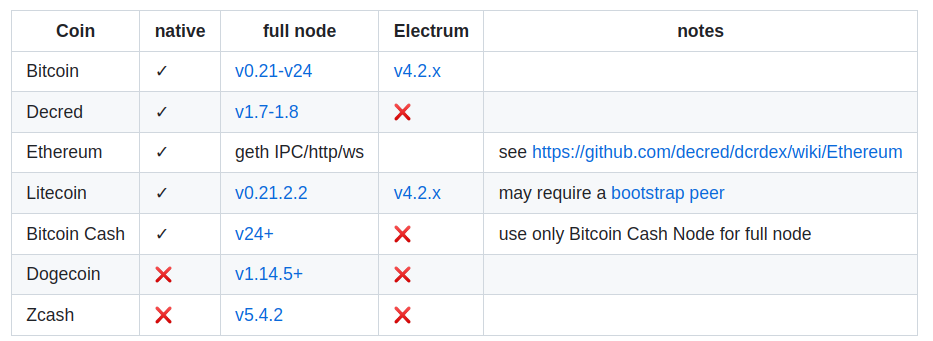 Coin native full node Electrum notes
Bitcoin ✓ v0.21-v24 v4.2.x
Decred ✓ v1.7-1.8 ❌
Ethereum ✓ geth IPC/http/ws see https://github.com/decred/dcrdex/wiki/Ethereum
Litecoin ✓ v0.21.2.2 v4.2.x may require a bootstrap peer
Bitcoin Cash ✓ v24+ ❌ use only Bitcoin Cash Node for full node
Dogecoin ❌ v1.14.5+ ❌
Zcash ❌ v5.4.2 ❌